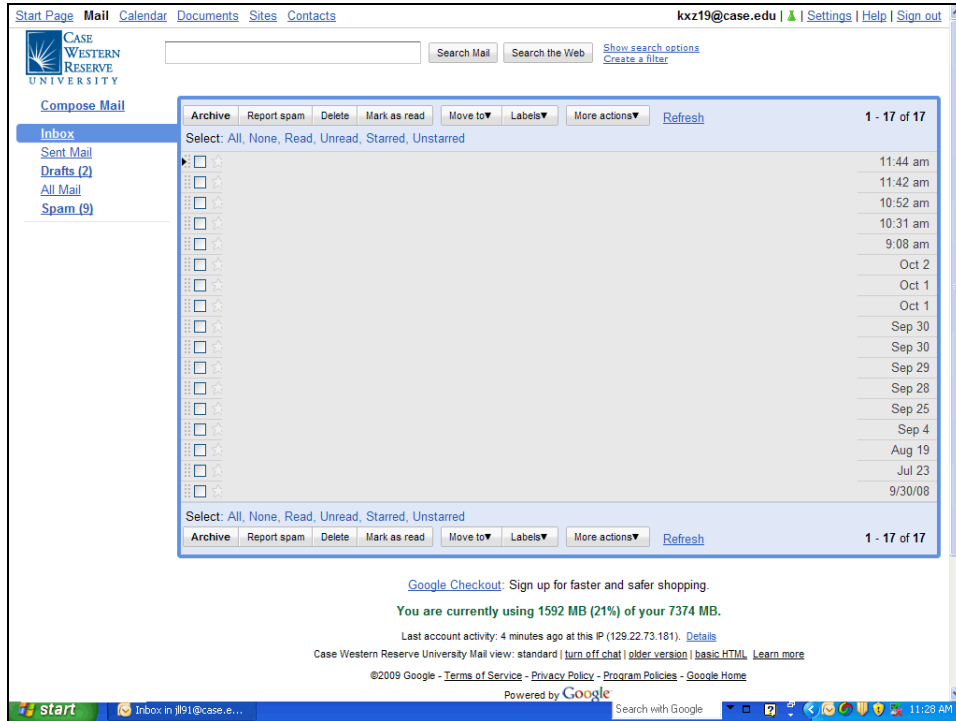 Start Page Mail Calendar Documents Sites Contacts kxz19@case.edu | Settings | Help | Sign out
CASE
WESTERN
RESERVE
UNIVERSITY
Search Mail Search the Web Show search options
Create a filter
Compose Mail
Inbox
Sent Mail
Drafts (2)
All Mail
Spam (9)
Archive Report spam Delete Mark as read Move to▼ Labels▼ More actions▼ Refresh 1 - 17 of 17
Select: All, None, Read, Unread, Starred, Unstarred
11:44 am
11:42 am
10:52 am
10:31 am
9:08 am
Oct 2
Oct 1
Oct 1
Sep 30
Sep 30
Sep 29
Sep 28
Sep 25
Sep 4
Aug 19
Jul 23
9/30/08
Select: All, None, Read, Unread, Starred, Unstarred
Archive Report spam Delete Mark as read Move to▼ Labels▼ More actions▼ Refresh 1 - 17 of 17
Google Checkout: Sign up for faster and safer shopping.
You are currently using 1592 MB (21%) of your 7374 MB.
Last account activity: 4 minutes ago at this IP (129.22.73.181). Details
Case Western Reserve University Mail view: standard | turn off chat | older version | basic HTML Learn more
©2009 Google - Terms of Service - Privacy Policy - Program Policies - Google Home
Powered by Google
start Inbox in jll91@case.e... Search with Google 11:28 AM